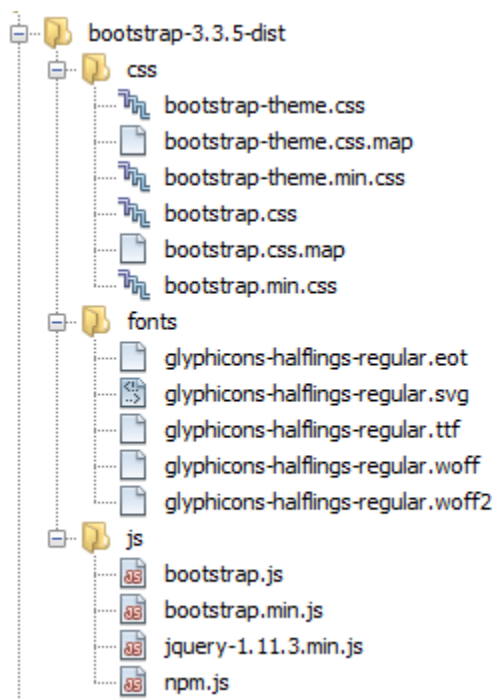 bootstrap-3.3.5-dist
css
bootstrap-theme.css
bootstrap-theme.css.map
bootstrap-theme.min.css
bootstrap.css
bootstrap.css.map
bootstrap.min.css
fonts
glyphicons-halflings-regular.eot
glyphicons-halflings-regular.svg
glyphicons-halflings-regular.ttf
glyphicons-halflings-regular.woff
glyphicons-halflings-regular.woff2
js
bootstrap.js
bootstrap.min.js
jquery-1.11.3.min.js
npm.js